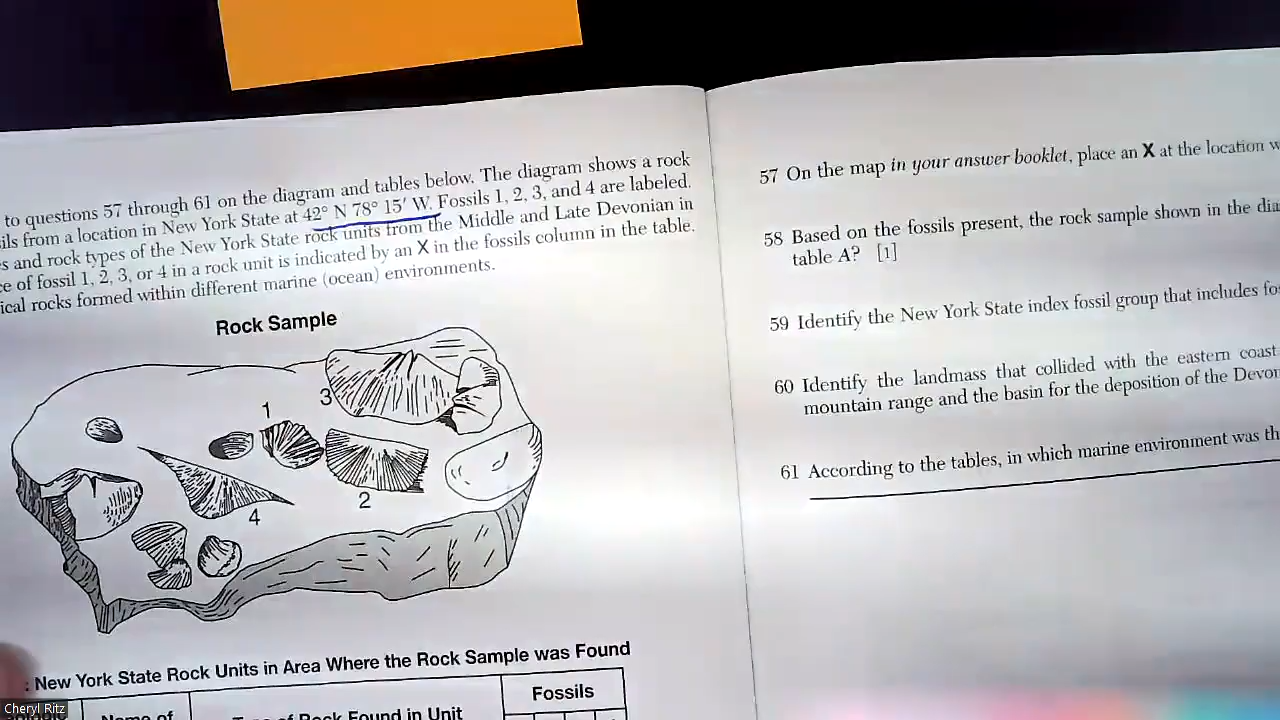 to questions 57 through 61 on the diagram and tables below. The diagram shows a rock
ils from a location in New York State at 42° N 78° 15′ W. Fossils 1, 2, 3, and 4 are labeled.
s and rock types of the New York State rock units from the Middle and Late Devonian in
ce of fossil 1, 2, 3, or 4 in a rock unit is indicated by an X in the fossils column in the table.
ical rocks formed within different marine (ocean) environments.
Rock Sample
3
1
2
4
: New York State Rock Units in Area Where the Rock Sample was Found
Name of
of Rock Found in Unit
Fossils
57 On the map in your answer booklet, place an X at the location w
58 Based on the fossils present, the rock sample shown in the dia
table A? [1]
59 Identify the New York State index fossil group that includes fo
60 Identify the landmass that collided with the eastern coast
mountain range and the basin for the deposition of the Devon
61 According to the tables, in which marine environment was th
Cheryl Ritz